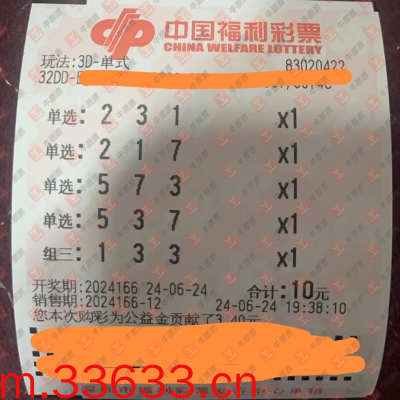 中国福利彩票
CHINA WELFARE LOTTERY
玩法:3D-单式 83020422
32DD-
单选: 2 3 1 x1
单选: 2 1 7 x1
单选: 5 7 3 x1
单选: 5 3 7 x1
组三: 1 3 3 x1
开奖期:2024166 24-06-24 合计:10元
销售期:2024166-12 24-06-24 19:38:10
您本次购彩为公益金贡献了3.40元
m.33633.cn